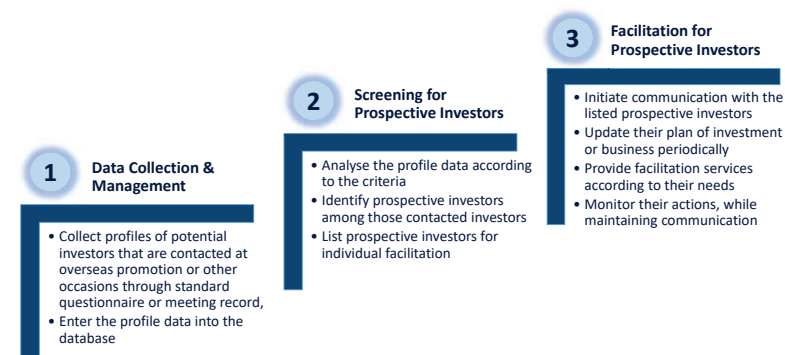 1
Data Collection &
Management
• Collect profiles of potential
investors that are contacted at
overseas promotion or other
occasions through standard
questionnaire or meeting record,
• Enter the profile data into the
database
2
Screening for
Prospective Investors
• Analyse the profile data according
to the criteria
• Identify prospective investors
among those contacted investors
• List prospective investors for
individual facilitation
3
Facilitation for
Prospective Investors
• Initiate communication with the
listed prospective investors
• Update their plan of investment
or business periodically
• Provide facilitation services
according to their needs
• Monitor their actions, while
maintaining communication